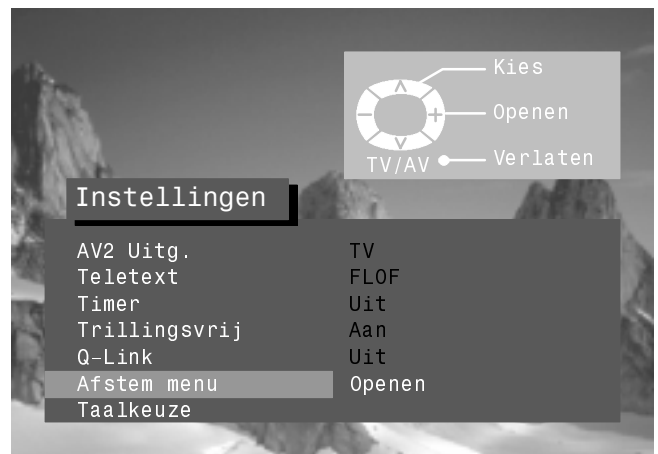 Kies
Openen
TV/AV Verlaten
Instellingen
AV2 Uitg. TV
Teletext FLOF
Timer Uit
Trillingsvrij Aan
Q-Link Uit
Afstem menu Openen
Taalkeuze